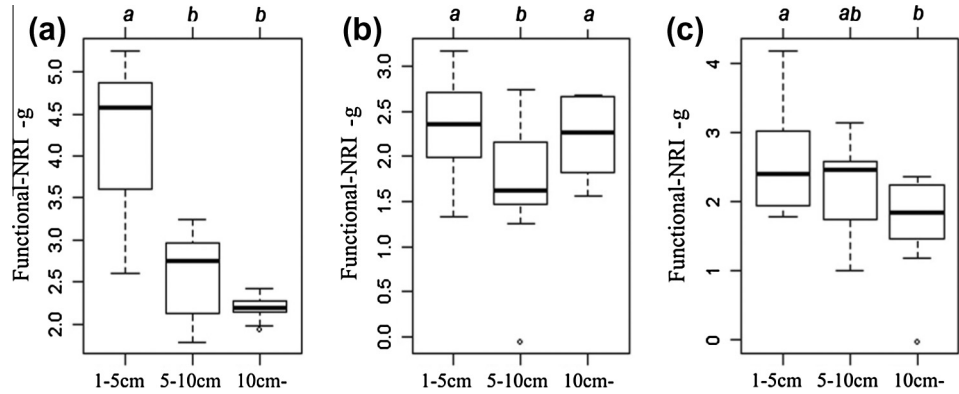 (a)
a b b
Functional-NRI -g
5.0
4.5
4.0
3.5
3.0
2.5
2.0
1-5cm 5-10cm 10cm-
(b)
a b a
Functional-NRI -g
3.0
2.5
2.0
1.5
1.0
0.5
0.0
1-5cm 5-10cm 10cm-
(c)
a ab b
Functional-NRI -g
4
3
2
1
0
1-5cm 5-10cm 10cm-